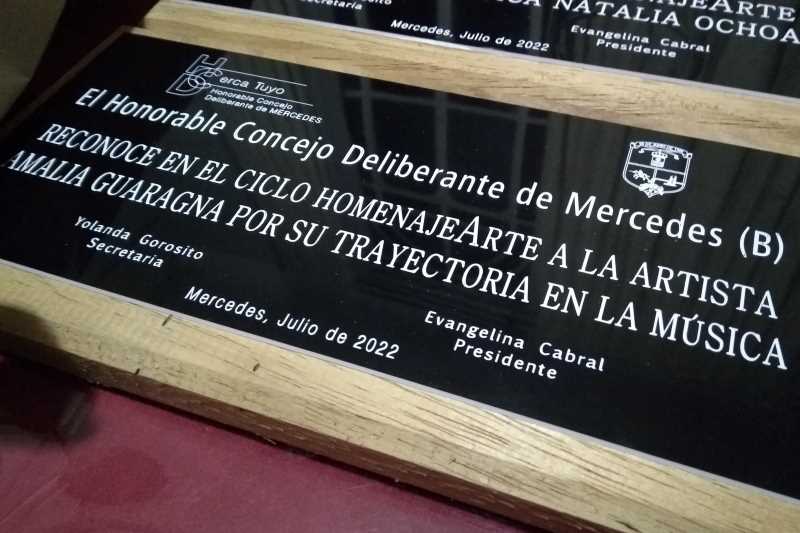 HOMENAJEARTE
NATALIA OCHOA
Secretaria
Mercedes, Julio de 2022
Evangelina Cabral
Presidente
HCD
Cerca Tuyo
Honorable Concejo
Deliberante de MERCEDES
El Honorable Concejo Deliberante de Mercedes (B)
RECONOCE EN EL CICLO HOMENAJEARTE A LA ARTISTA
AMALIA GUARAGNA POR SU TRAYECTORIA EN LA MÚSICA
Yolanda Gorosito
Secretaria
Mercedes, Julio de 2022
Evangelina Cabral
Presidente